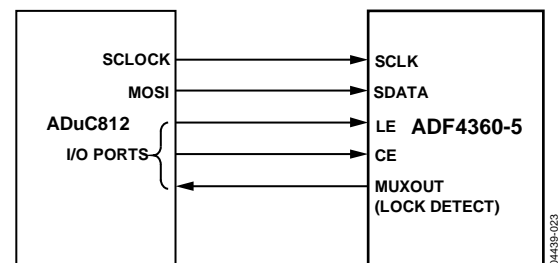 SCLOCK
MOSI
ADuC812
I/O PORTS
SCLK
SDATA
LE
ADF4360-5
CE
MUXOUT
(LOCK DETECT)
04439-023